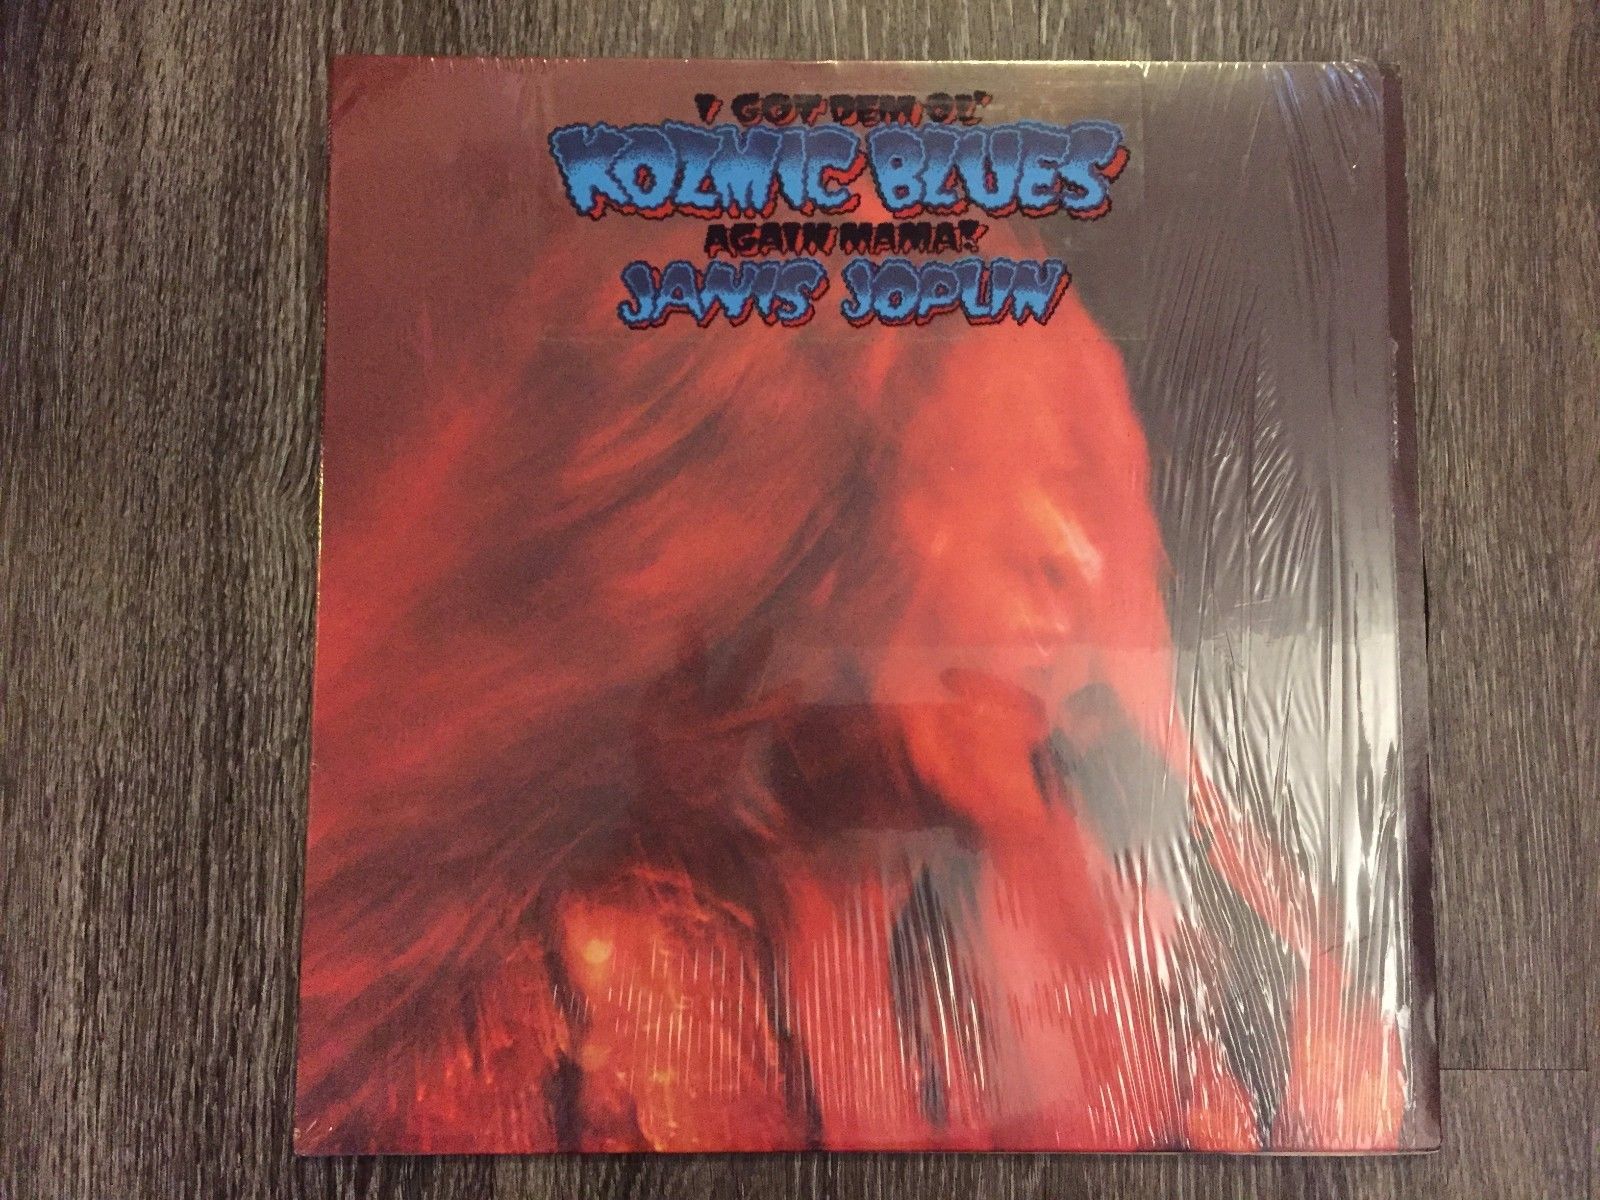 I GOT DEM OL'
KOZMIC BLUES
AGAIN MAMA!
JANIS JOPLIN